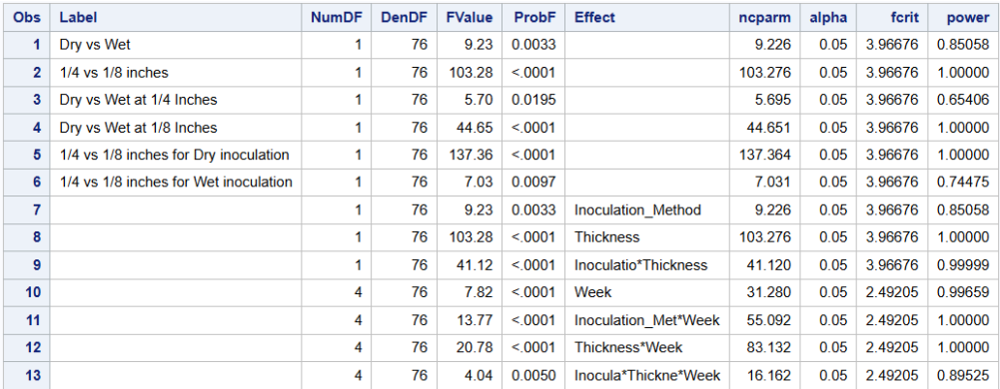 Obs Label NumDF DenDF FValue ProbF Effect ncparm alpha fcrit power
1 Dry vs Wet 1 76 9.23 0.0033 9.226 0.05 3.96676 0.85058
2 1/4 vs 1/8 inches 1 76 103.28 <.0001 103.276 0.05 3.96676 1.00000
3 Dry vs Wet at 1/4 Inches 1 76 5.70 0.0195 5.695 0.05 3.96676 0.65406
4 Dry vs Wet at 1/8 Inches 1 76 44.65 <.0001 44.651 0.05 3.96676 1.00000
5 1/4 vs 1/8 inches for Dry inoculation 1 76 137.36 <.0001 137.364 0.05 3.96676 1.00000
6 1/4 vs 1/8 inches for Wet inoculation 1 76 7.03 0.0097 7.031 0.05 3.96676 0.74475
7 1 76 9.23 0.0033 Inoculation_Method 9.226 0.05 3.96676 0.85058
8 1 76 103.28 <.0001 Thickness 103.276 0.05 3.96676 1.00000
9 1 76 41.12 <.0001 Inoculatio*Thickness 41.120 0.05 3.96676 0.99999
10 4 76 7.82 <.0001 Week 31.280 0.05 2.49205 0.99659
11 4 76 13.77 <.0001 Inoculation_Met*Week 55.092 0.05 2.49205 1.00000
12 4 76 20.78 <.0001 Thickness*Week 83.132 0.05 2.49205 1.00000
13 4 76 4.04 0.0050 Inocula*Thickne*Week 16.162 0.05 2.49205 0.89525